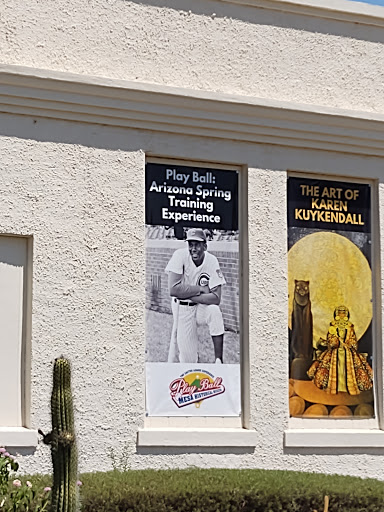 Play Ball:
Arizona Spring
Training
Experience
Play Ball
MESA HISTORICAL MUSEUM
THE ART OF
KAREN
KUYKENDALL